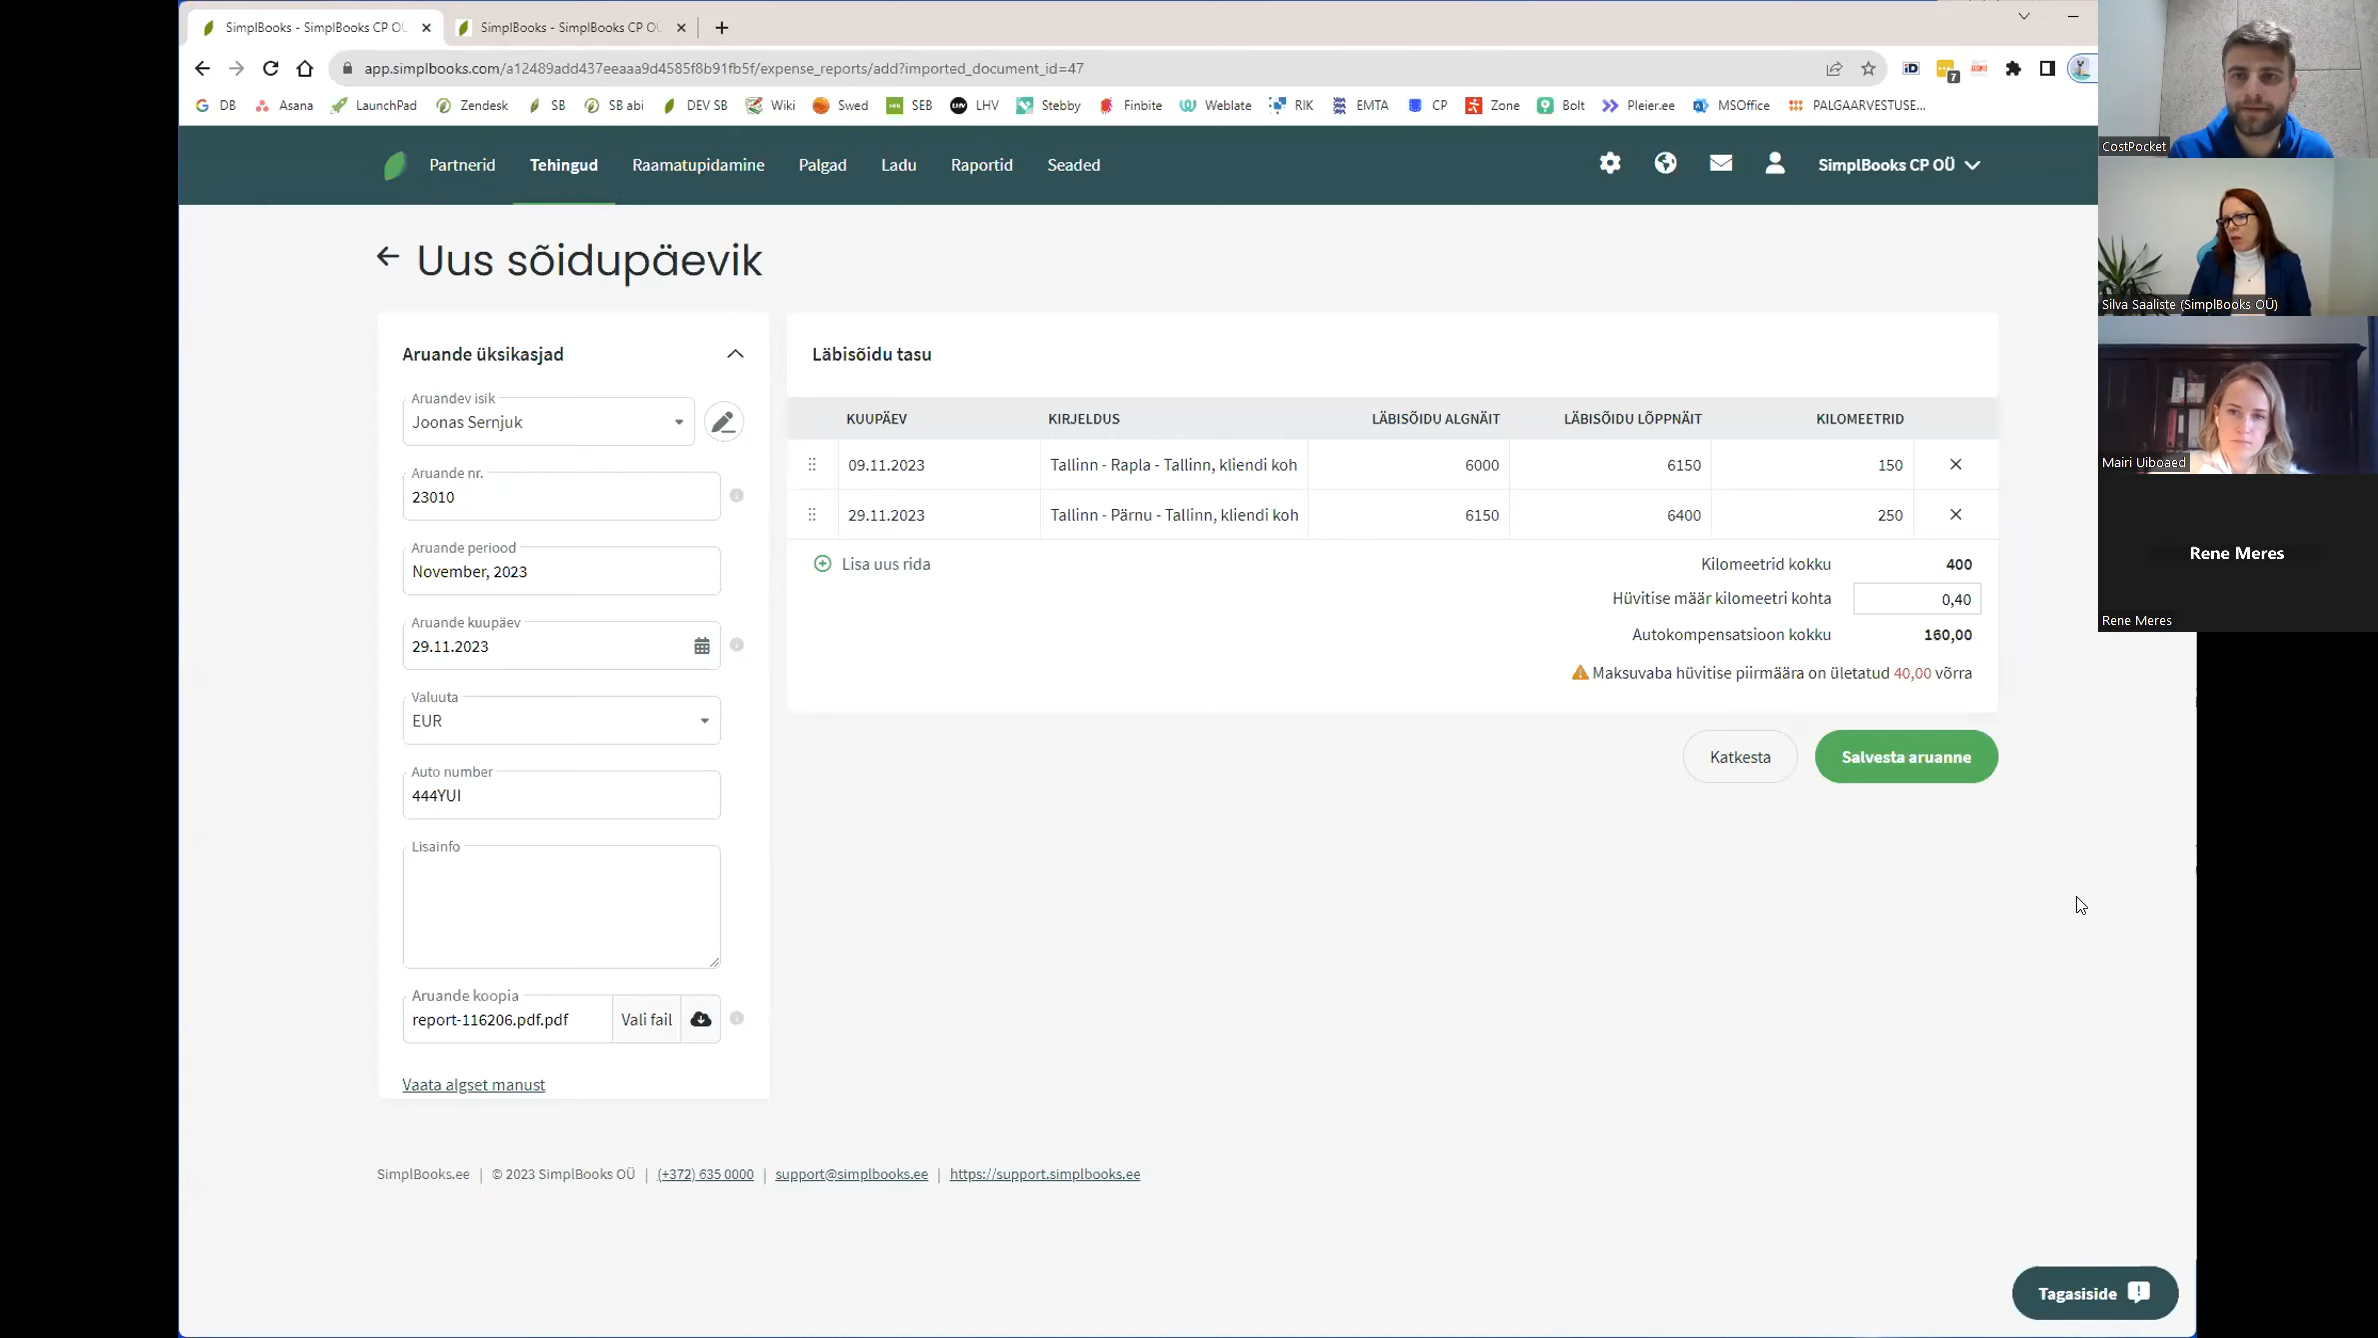 SimplBooks - SimplBooks CP OÜ
SimplBooks - SimplBooks CP OÜ
app.simplbooks.com/a12489add437eeaaa9d4585f8b91fb5f/expense_reports/add?imported_document_id=47
7
DB Asana LaunchPad Zendesk SB SB abi DEV SB Wiki Swed SEB LHV Stebby Finbite Weblate RIK EMTA CP Zone Bolt Pleier.ee MSOffice PALGAARVESTUSE...
Partnerid Tehingud Raamatupidamine Palgad Ladu Raportid Seaded SimplBooks CP OÜ
CostPocket
Silva Saaliste (SimplBooks OÜ)
Mairi Uiboaed
Rene Meres
Rene Meres
Uus sõidupäevik
Aruande üksikasjad
Aruandev isik
Joonas Sernjuk
Aruande nr.
23010
Aruande periood
November, 2023
Aruande kuupäev
29.11.2023
Valuuta
EUR
Auto number
444YUI
Lisainfo
Aruande koopia
report-116206.pdf.pdf Vali fail
Vaata algset manust
Läbisõidu tasu
KUUPÄEV KIRJELDUS LÄBISÕIDU ALGNÄIT LÄBISÕIDU LÕPPNÄIT KILOMEETRID
09.11.2023 Tallinn - Rapla - Tallinn, kliendi koh 6000 6150 150
29.11.2023 Tallinn - Pärnu - Tallinn, kliendi koh 6150 6400 250
Lisa uus rida
Kilomeetrid kokku 400
Hüvitise määr kilomeetri kohta 0,40
Autokompensatsioon kokku 160,00
Maksuvaba hüvitise piirmäära on ületatud 40,00 võrra
Katkesta Salvesta aruanne
SimplBooks.ee | © 2023 SimplBooks OÜ | (+372) 635 0000 | support@simplbooks.ee | https://support.simplbooks.ee
Tagasiside